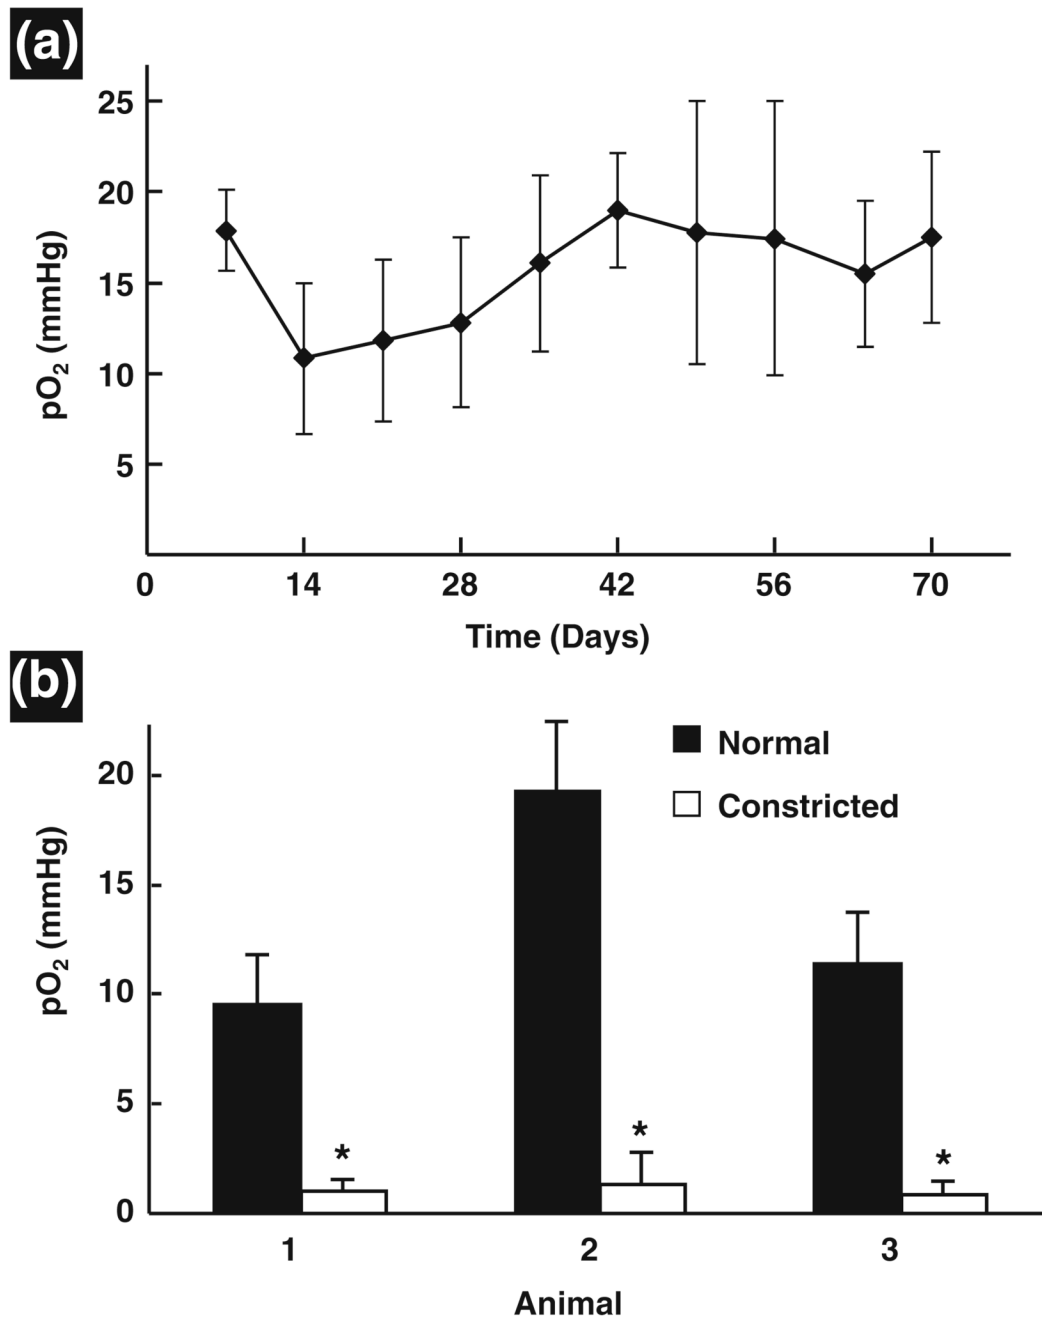 (a)
25
20
15
10
5
pO₂ (mmHg)
0 14 28 42 56 70
Time (Days)
(b)
Normal
Constricted
20
15
10
5
0
pO₂ (mmHg)
* * *
1 2 3
Animal